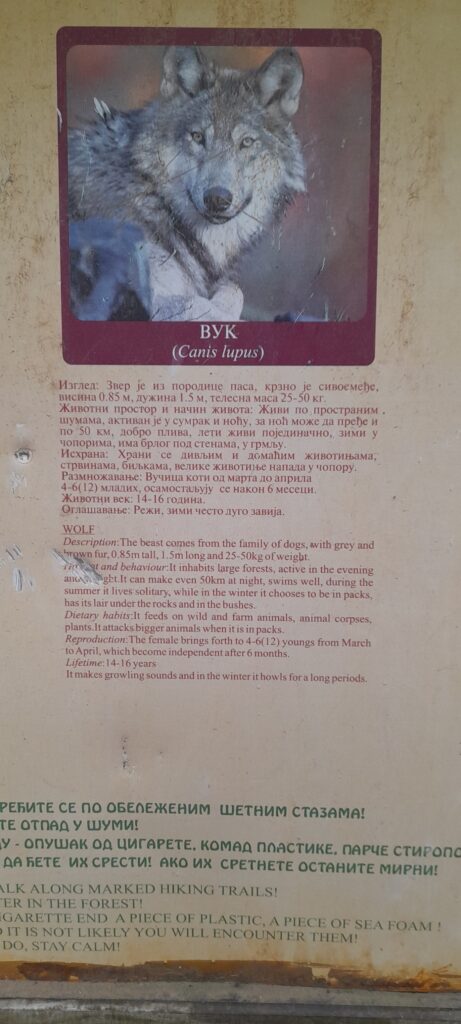 ВУК
(Canis lupus)
Изглед: Звер је из породице паса, крзно је сивоемеђе,
висина 0.85 м, дужина 1.5 м, телесна маса 25-50 кг.
Животни простор и начин живота: Живи по пространим
шумама, активан је у сумрак и ноћу, за ноћ може да пређе и
по 50 км, добро плива, лети живи појединачно, зими у
чопорима, има брлог под стенама, у грмљу.
Исхрана: Храни се дивљим и домаћим животињама,
стрвинама, биљкама, велике животиње напада у чопору.
Размножавање: Вучица коти од марта до априла
4-6(12) младих, осамостаљују се након 6 месеци.
Животни век: 14-16 година.
Оглашавање: Режи, зими често дуго завија.
WOLF
Description:The beast comes from the family of dogs, with grey and
brown fur, 0.85m tall, 1.5m long and 25-50kg of weight.
and behaviour:It inhabits large forests, active in the evening
It can make even 50km at night, swims well, during the
summer it lives solitary, while in the winter it chooses to be in packs,
has its lair under the rocks and in the bushes.
Dietary habits:It feeds on wild and farm animals, animal corpses,
plants.It attacks bigger animals when it is in packs.
Reproduction:The female brings forth to 4-6(12) youngs from March
to April, which become independent after 6 months.
Lifetime:14-16 years
It makes growling sounds and in the winter it howls for a long periods.
РЕЋИТЕ СЕ ПО ОБЕЛЕЖЕНИМ ШЕТНИМ СТАЗАМА!
ТЕ ОТПАД У ШУМИ!
У - ОПУШАК ОД ЦИГАРЕТЕ, КОМАД ПЛАСТИКЕ, ПАРЧЕ СТИРОПО
ДА ЋЕТЕ ИХ СРЕСТИ! АКО ИХ СРЕТНЕТЕ ОСТАНИТЕ МИРНИ!
ALK ALONG MARKED HIKING TRAILS!
TER IN THE FOREST!
IGARETTE END A PIECE OF PLASTIC, A PIECE OF SEA FOAM !
D IT IS NOT LIKELY YOU WILL ENCOUNTER THEM!
DO, STAY CALM!